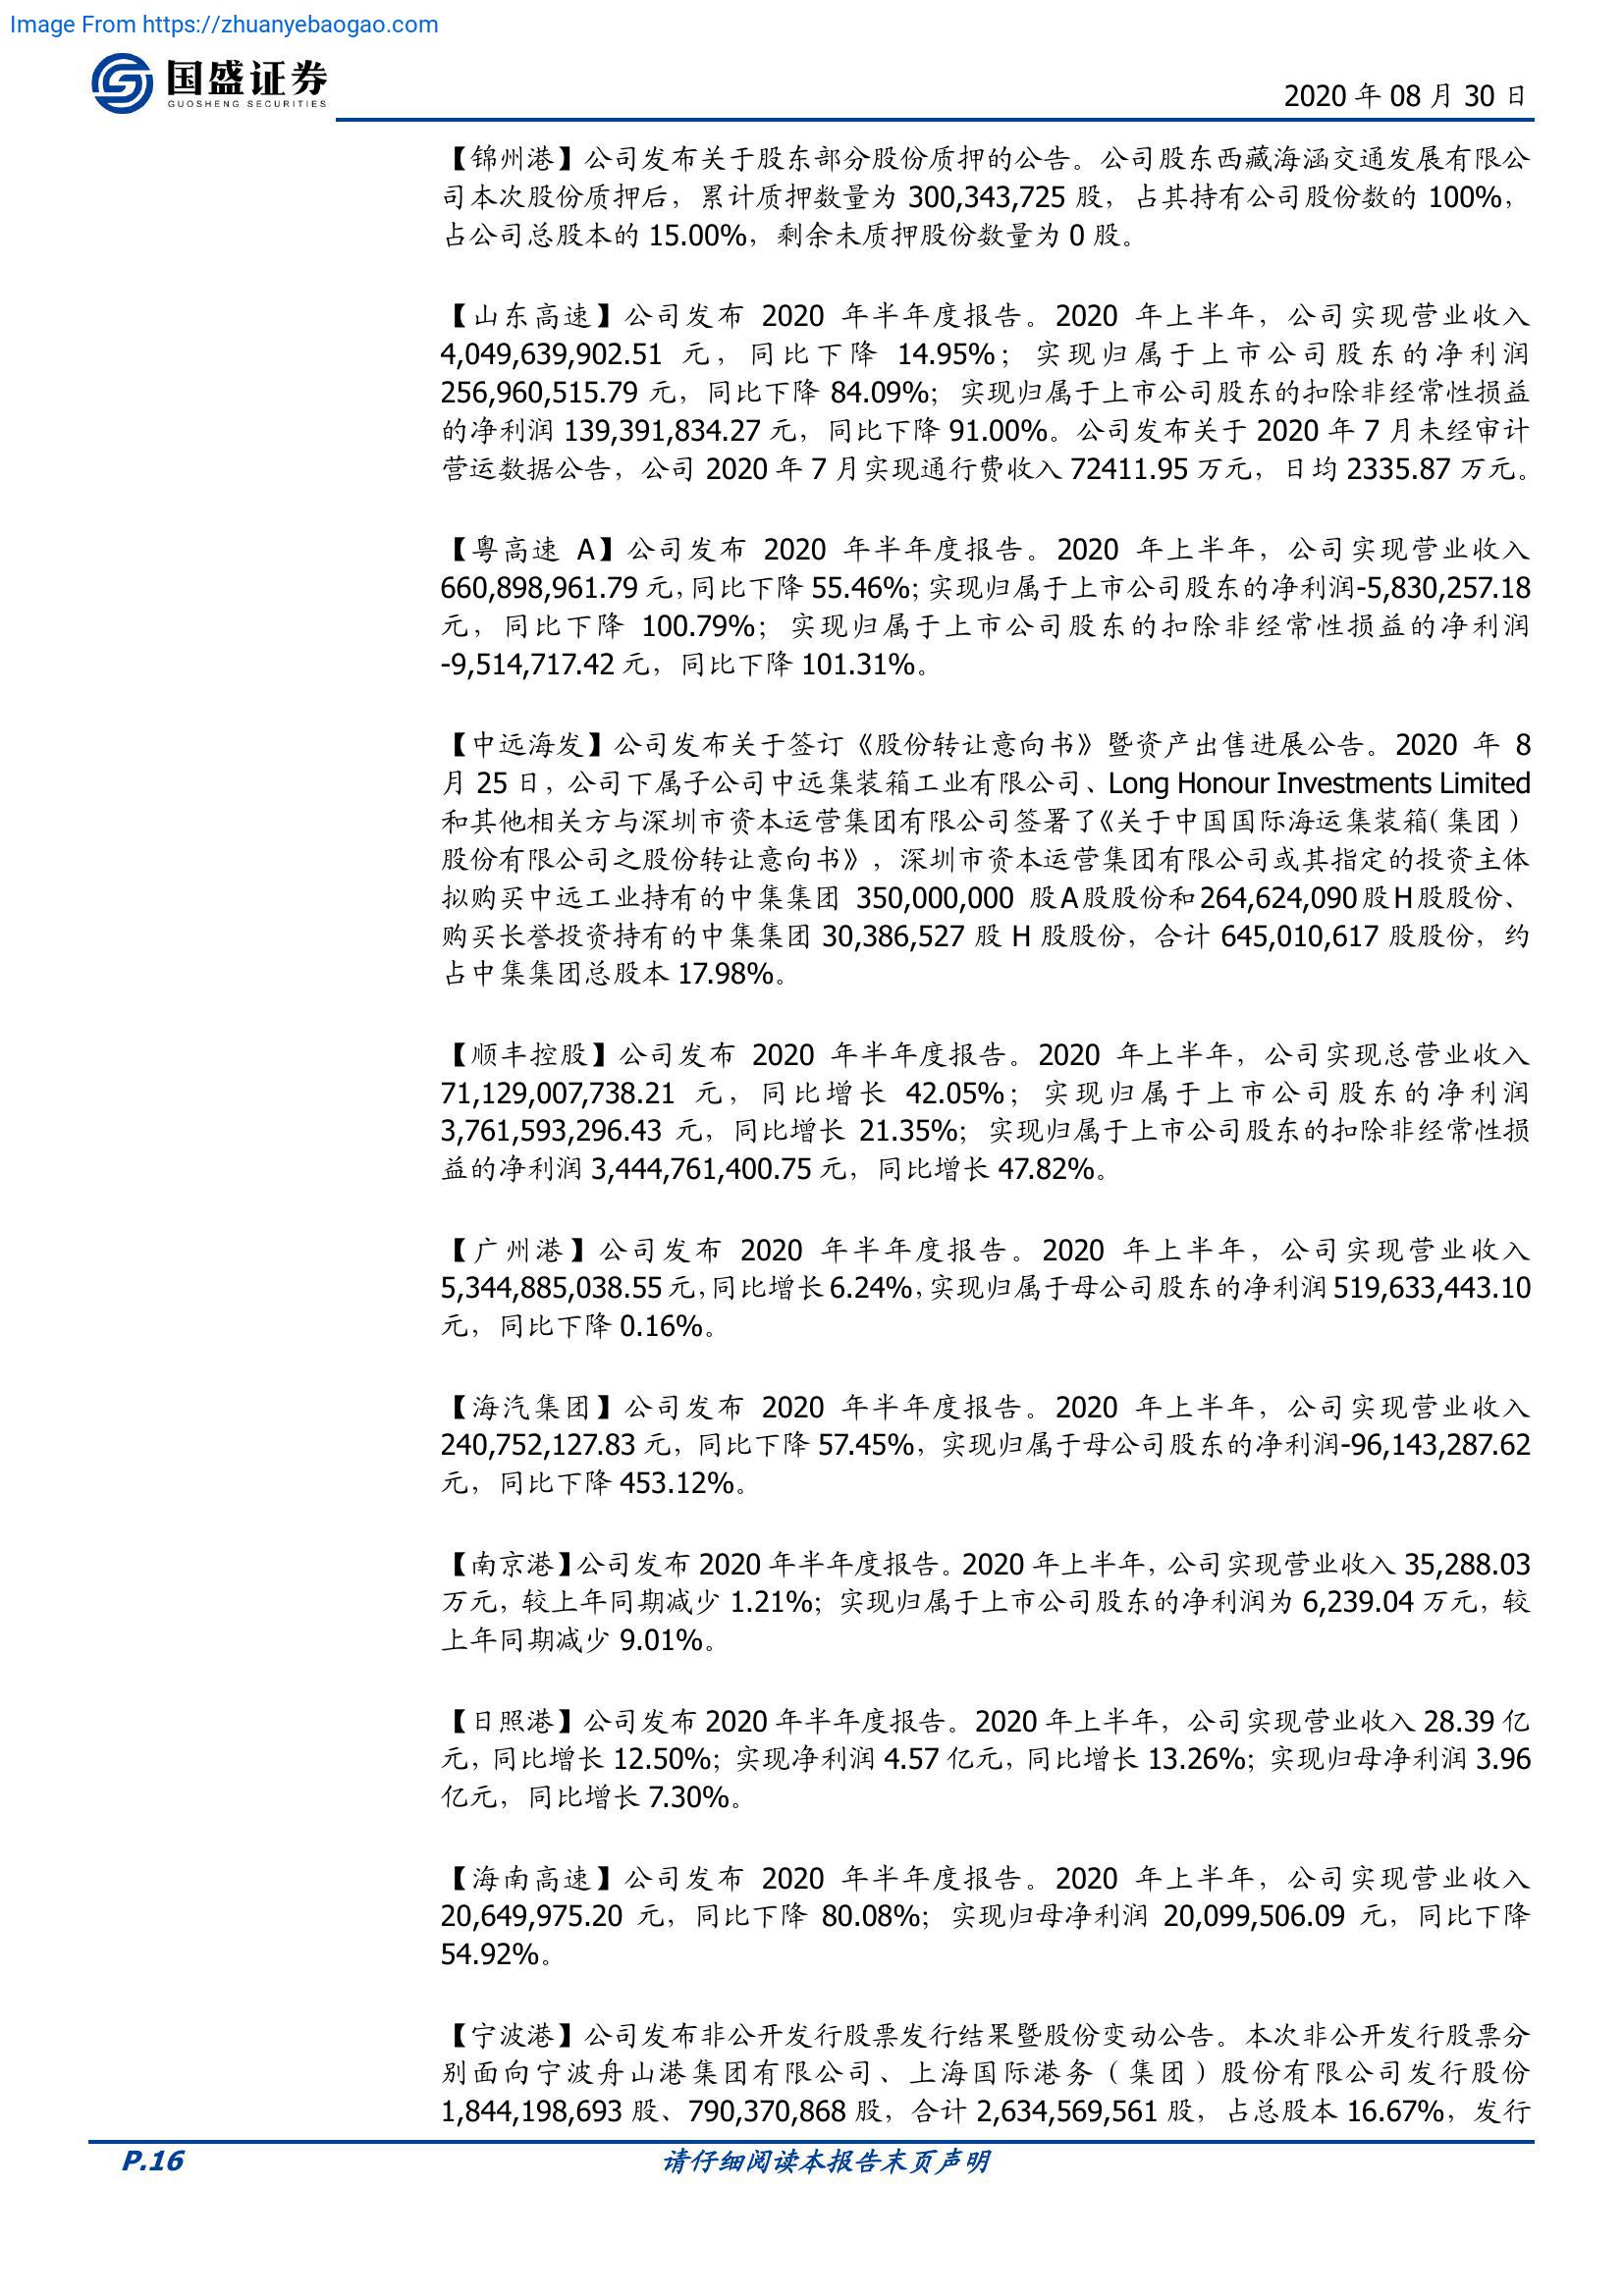 Image From https://zhuanyebaogao.com
国盛证券
GUOSHENG SECURITIES
2020 年 08 月 30 日
【锦州港】公司发布关于股东部分股份质押的公告。公司股东西藏海涵交通发展有限公
司本次股份质押后，累计质押数量为 300,343,725 股，占其持有公司股份数的 100%，
占公司总股本的 15.00%，剩余未质押股份数量为 0 股。
【山东高速】公司发布 2020 年半年度报告。2020 年上半年，公司实现营业收入
4,049,639,902.51 元，同比下降 14.95%；实现归属于上市公司股东的净利润
256,960,515.79 元，同比下降 84.09%；实现归属于上市公司股东的扣除非经常性损益
的净利润 139,391,834.27 元，同比下降 91.00%。公司发布关于 2020 年 7 月未经审计
营运数据公告，公司 2020 年 7 月实现通行费收入 72411.95 万元，日均 2335.87 万元。
【粤高速 A】公司发布 2020 年半年度报告。2020 年上半年，公司实现营业收入
660,898,961.79 元，同比下降 55.46%；实现归属于上市公司股东的净利润-5,830,257.18
元，同比下降 100.79%；实现归属于上市公司股东的扣除非经常性损益的净利润
-9,514,717.42 元，同比下降 101.31%。
【中远海发】公司发布关于签订《股份转让意向书》暨资产出售进展公告。2020 年 8
月 25 日，公司下属子公司中远集装箱工业有限公司、Long Honour Investments Limited
和其他相关方与深圳市资本运营集团有限公司签署了《关于中国国际海运集装箱（集团）
股份有限公司之股份转让意向书》，深圳市资本运营集团有限公司或其指定的投资主体
拟购买中远工业持有的中集集团 350,000,000 股A股股份和264,624,090股H股股份、
购买长誉投资持有的中集集团 30,386,527 股 H 股股份，合计 645,010,617 股股份，约
占中集集团总股本 17.98%。
【顺丰控股】公司发布 2020 年半年度报告。2020 年上半年，公司实现总营业收入
71,129,007,738.21 元，同比增长 42.05%；实现归属于上市公司股东的净利润
3,761,593,296.43 元，同比增长 21.35%；实现归属于上市公司股东的扣除非经常性损
益的净利润 3,444,761,400.75 元，同比增长 47.82%。
【广州港】公司发布 2020 年半年度报告。2020 年上半年，公司实现营业收入
5,344,885,038.55 元，同比增长 6.24%，实现归属于母公司股东的净利润 519,633,443.10
元，同比下降 0.16%。
【海汽集团】公司发布 2020 年半年度报告。2020 年上半年，公司实现营业收入
240,752,127.83 元，同比下降 57.45%，实现归属于母公司股东的净利润-96,143,287.62
元，同比下降 453.12%。
【南京港】公司发布 2020 年半年度报告。2020 年上半年，公司实现营业收入 35,288.03
万元，较上年同期减少 1.21%；实现归属于上市公司股东的净利润为 6,239.04 万元，较
上年同期减少 9.01%。
【日照港】公司发布 2020 年半年度报告。2020 年上半年，公司实现营业收入 28.39 亿
元，同比增长 12.50%；实现净利润 4.57 亿元，同比增长 13.26%；实现归母净利润 3.96
亿元，同比增长 7.30%。
【海南高速】公司发布 2020 年半年度报告。2020 年上半年，公司实现营业收入
20,649,975.20 元，同比下降 80.08%；实现归母净利润 20,099,506.09 元，同比下降
54.92%。
【宁波港】公司发布非公开发行股票发行结果暨股份变动公告。本次非公开发行股票分
别面向宁波舟山港集团有限公司、上海国际港务（集团）股份有限公司发行股份
1,844,198,693 股、790,370,868 股，合计 2,634,569,561 股，占总股本 16.67%，发行
P.16
请仔细阅读本报告末页声明